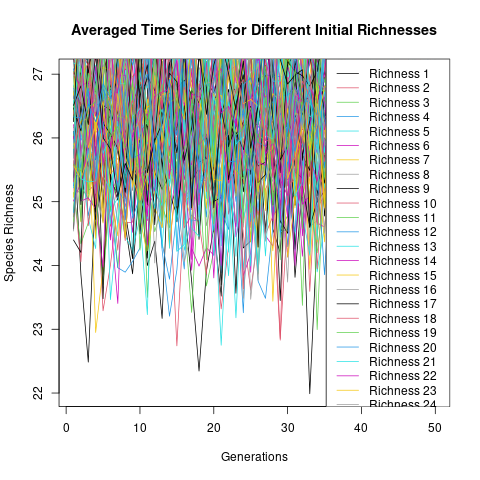 Averaged Time Series for Different Initial Richnesses
Species Richness
27
26
25
24
23
22
Richness 1
Richness 2
Richness 3
Richness 4
Richness 5
Richness 6
Richness 7
Richness 8
Richness 9
Richness 10
Richness 11
Richness 12
Richness 13
Richness 14
Richness 15
Richness 16
Richness 17
Richness 18
Richness 19
Richness 20
Richness 21
Richness 22
Richness 23
Richness 24
0 10 20 30 40 50
Generations